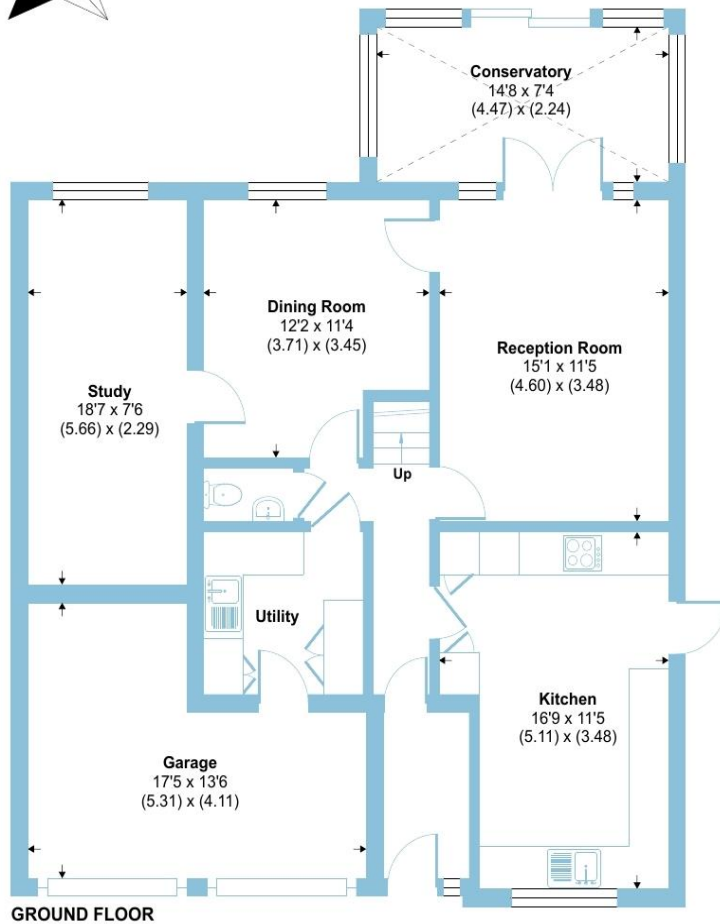 Conservatory
14'8 x 7'4
(4.47) x (2.24)
Dining Room
12'2 x 11'4
(3.71) x (3.45)
Reception Room
15'1 x 11'5
(4.60) x (3.48)
Study
18'7 x 7'6
(5.66) x (2.29)
Up
Utility
Kitchen
16'9 x 11'5
(5.11) x (3.48)
Garage
17'5 x 13'6
(5.31) x (4.11)
GROUND FLOOR